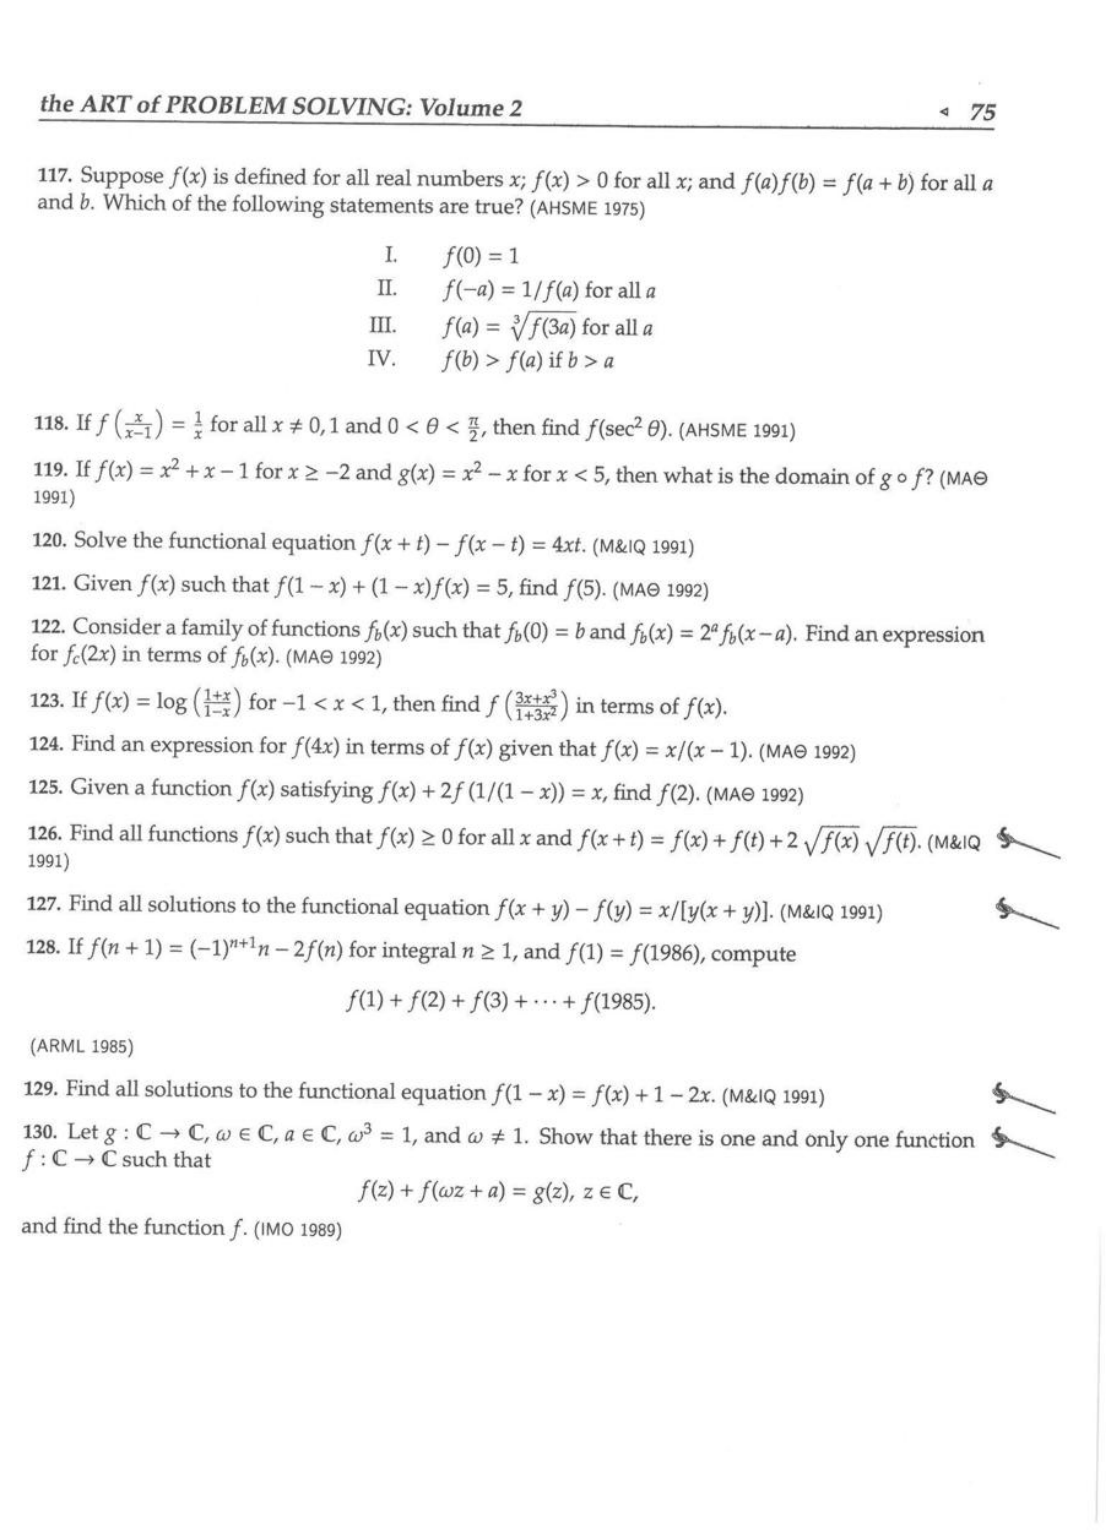 the ART of PROBLEM SOLVING: Volume 2 ◃ 75
117. Suppose f(x) is defined for all real numbers x; f(x) > 0 for all x; and f(a)f(b) = f(a + b) for all a
and b. Which of the following statements are true? (AHSME 1975)
I. f(0) = 1
II. f(−a) = 1/f(a) for all a
III. f(a) = ∛f(3a) for all a
IV. f(b) > f(a) if b > a
118. If f (x/(x−1)) = 1/x for all x ≠ 0, 1 and 0 < θ < π/2, then find f(sec² θ). (AHSME 1991)
119. If f(x) = x² + x − 1 for x ≥ −2 and g(x) = x² − x for x < 5, then what is the domain of g ∘ f? (MAΘ
1991)
120. Solve the functional equation f(x + t) − f(x − t) = 4xt. (M&IQ 1991)
121. Given f(x) such that f(1 − x) + (1 − x)f(x) = 5, find f(5). (MAΘ 1992)
122. Consider a family of functions f_b(x) such that f_b(0) = b and f_b(x) = 2ᵃ f_b(x − a). Find an expression
for f_c(2x) in terms of f_b(x). (MAΘ 1992)
123. If f(x) = log ((1+x)/(1−x)) for −1 < x < 1, then find f ((3x+x³)/(1+3x²)) in terms of f(x).
124. Find an expression for f(4x) in terms of f(x) given that f(x) = x/(x − 1). (MAΘ 1992)
125. Given a function f(x) satisfying f(x) + 2f (1/(1 − x)) = x, find f(2). (MAΘ 1992)
126. Find all functions f(x) such that f(x) ≥ 0 for all x and f(x + t) = f(x) + f(t) + 2 √f(x) √f(t). (M&IQ
1991)
127. Find all solutions to the functional equation f(x + y) − f(y) = x/[y(x + y)]. (M&IQ 1991)
128. If f(n + 1) = (−1)ⁿ⁺¹n − 2f(n) for integral n ≥ 1, and f(1) = f(1986), compute
f(1) + f(2) + f(3) + ··· + f(1985).
(ARML 1985)
129. Find all solutions to the functional equation f(1 − x) = f(x) + 1 − 2x. (M&IQ 1991)
130. Let g : ℂ → ℂ, ω ∈ ℂ, a ∈ ℂ, ω³ = 1, and ω ≠ 1. Show that there is one and only one function
f : ℂ → ℂ such that
f(z) + f(ωz + a) = g(z), z ∈ ℂ,
and find the function f. (IMO 1989)